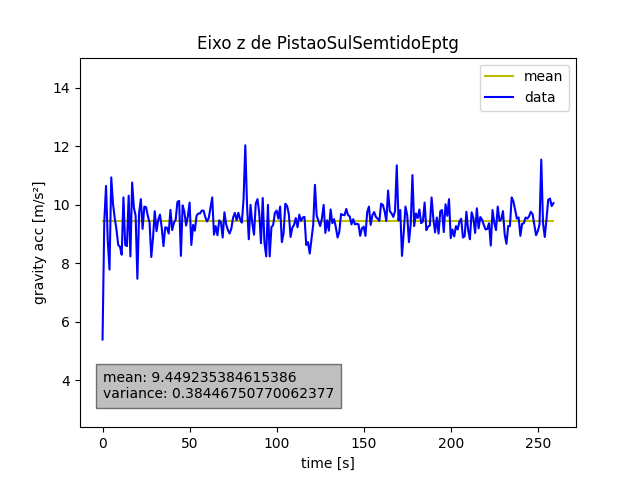 Eixo z de PistaoSulSemtidoEptg
mean
data
14
12
10
8
6
4
gravity acc [m/s²]
mean: 9.449235384615386
variance: 0.38446750770062377
0 50 100 150 200 250
time [s]